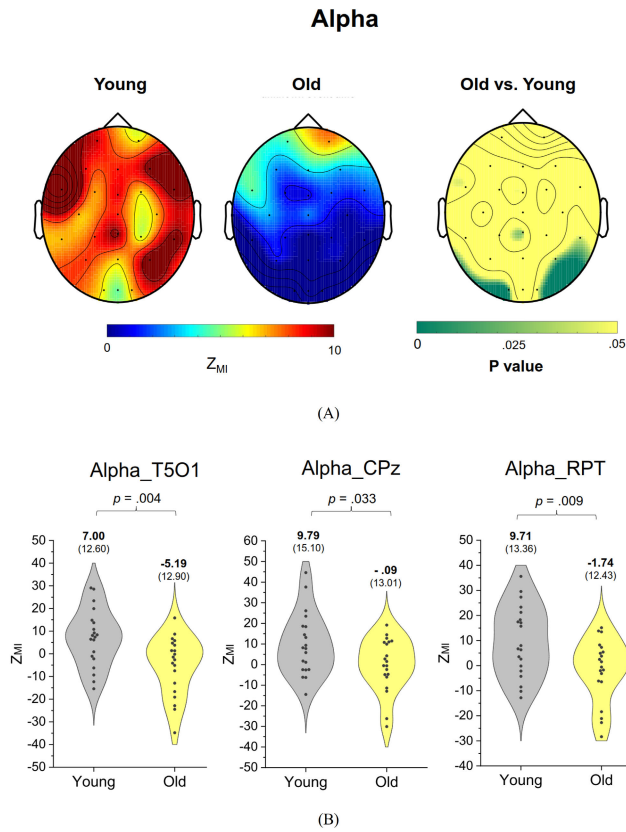 Alpha
Young Old Old vs. Young
0 10 0 .025 .05
Z_MI P value
(A)
Alpha_T5O1 Alpha_CPz Alpha_RPT
p = .004 p = .033 p = .009
7.00 -5.19 9.79 - .09 9.71 -1.74
(12.60) (12.90) (15.10) (13.01) (13.36) (12.43)
Z_MI
50
40
30
20
10
0
-10
-20
-30
-40
-50
Young Old
Z_MI
60
50
40
30
20
10
0
-10
-20
-30
-40
-50
Young Old
Z_MI
50
40
30
20
10
0
-10
-20
-30
-40
Young Old
(B)